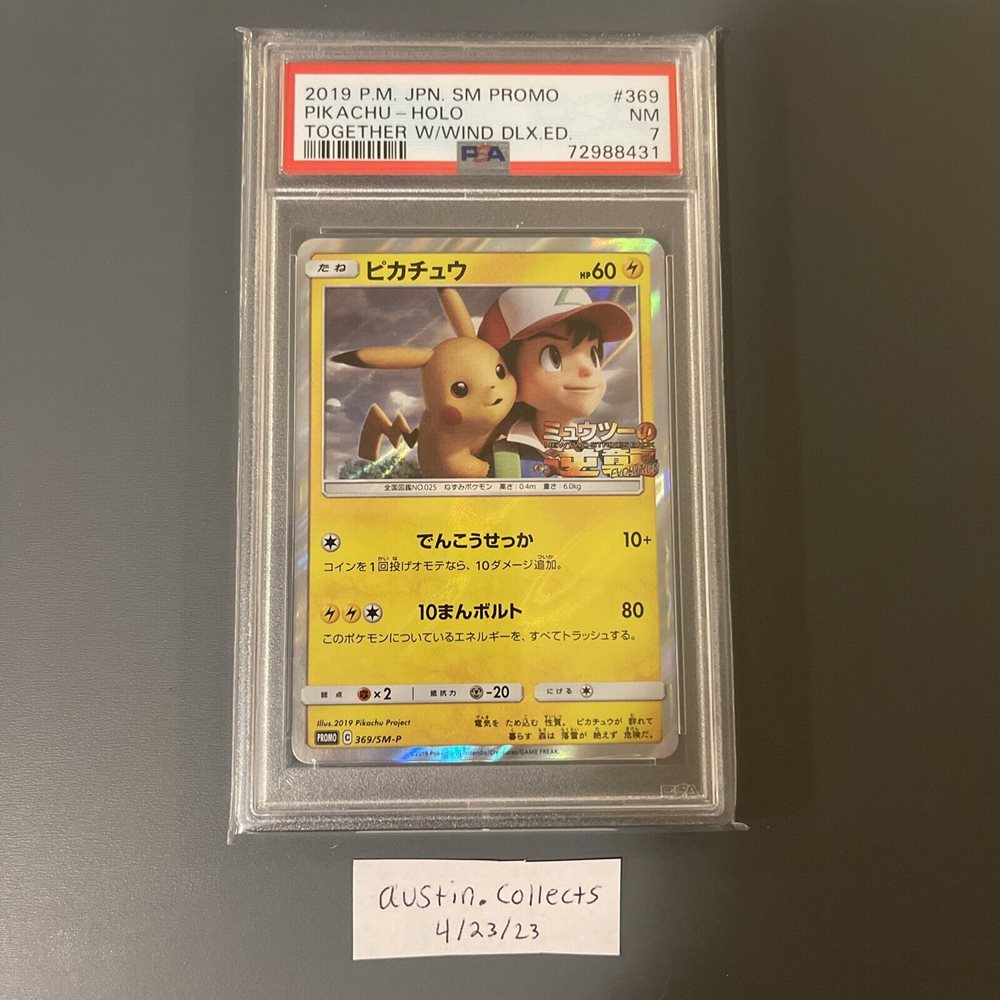 2019 P.M. JPN. SM PROMO #369
PIKACHU-HOLO NM
TOGETHER W/WIND DLX.ED. 7
PSA 72988431
たね ピカチュウ HP60
ミュウツーの
MEWTWO STRIKES BACK
逆襲
EVOLUTION
全国図鑑NO.025 ねずみポケモン 高さ:0.4m 重さ:6.0kg
でんこうせっか 10+
コインを1回投げオモテなら、10ダメージ追加。
10まんボルト 80
このポケモンについているエネルギーを、すべてトラッシュする。
弱点 ×2 抵抗力 -20 にげる
Illus.2019 Pikachu Project
電気を ため込む 性質。 ピカチュウが 群れて
PROMO C 369/SM-P
暮らす 森は 落雷が 絶えず 危険だ。
PSA
austin.collects
4/23/23